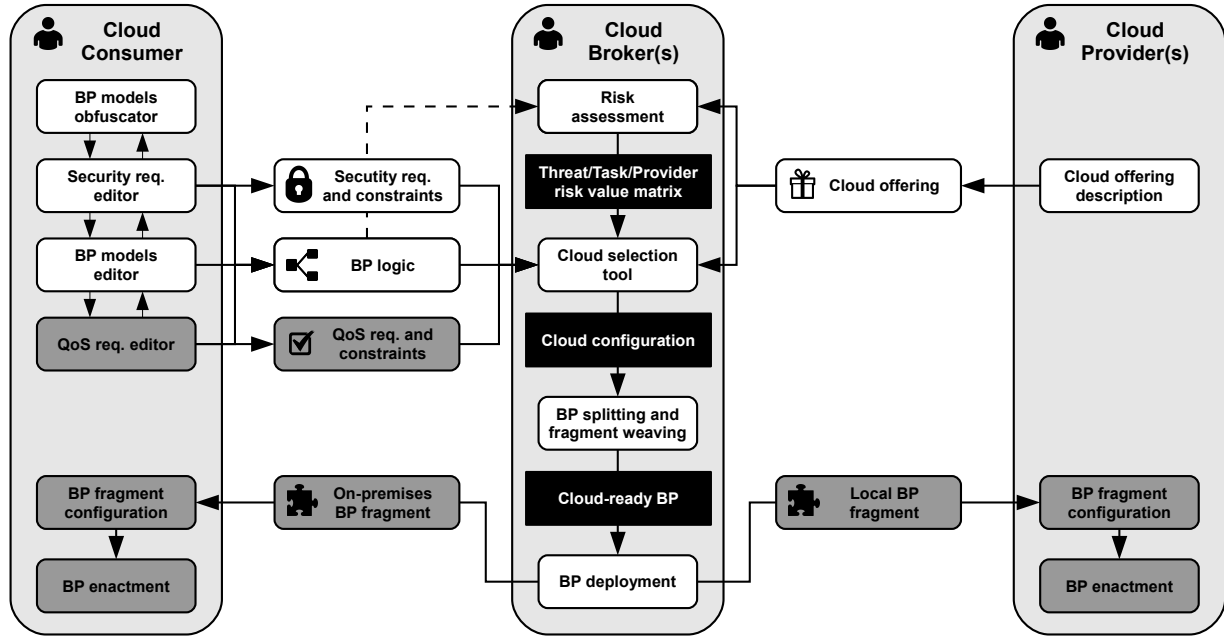 Cloud
Consumer
BP models
obfuscator
Security req.
editor
BP models
editor
QoS req. editor
BP fragment
configuration
BP enactment
Secutity req.
and constraints
BP logic
QoS req. and
constraints
On-premises
BP fragment
Cloud
Broker(s)
Risk
assessment
Threat/Task/Provider
risk value matrix
Cloud selection
tool
Cloud configuration
BP splitting and
fragment weaving
Cloud-ready BP
BP deployment
Cloud offering
Local BP
fragment
Cloud
Provider(s)
Cloud offering
description
BP fragment
configuration
BP enactment